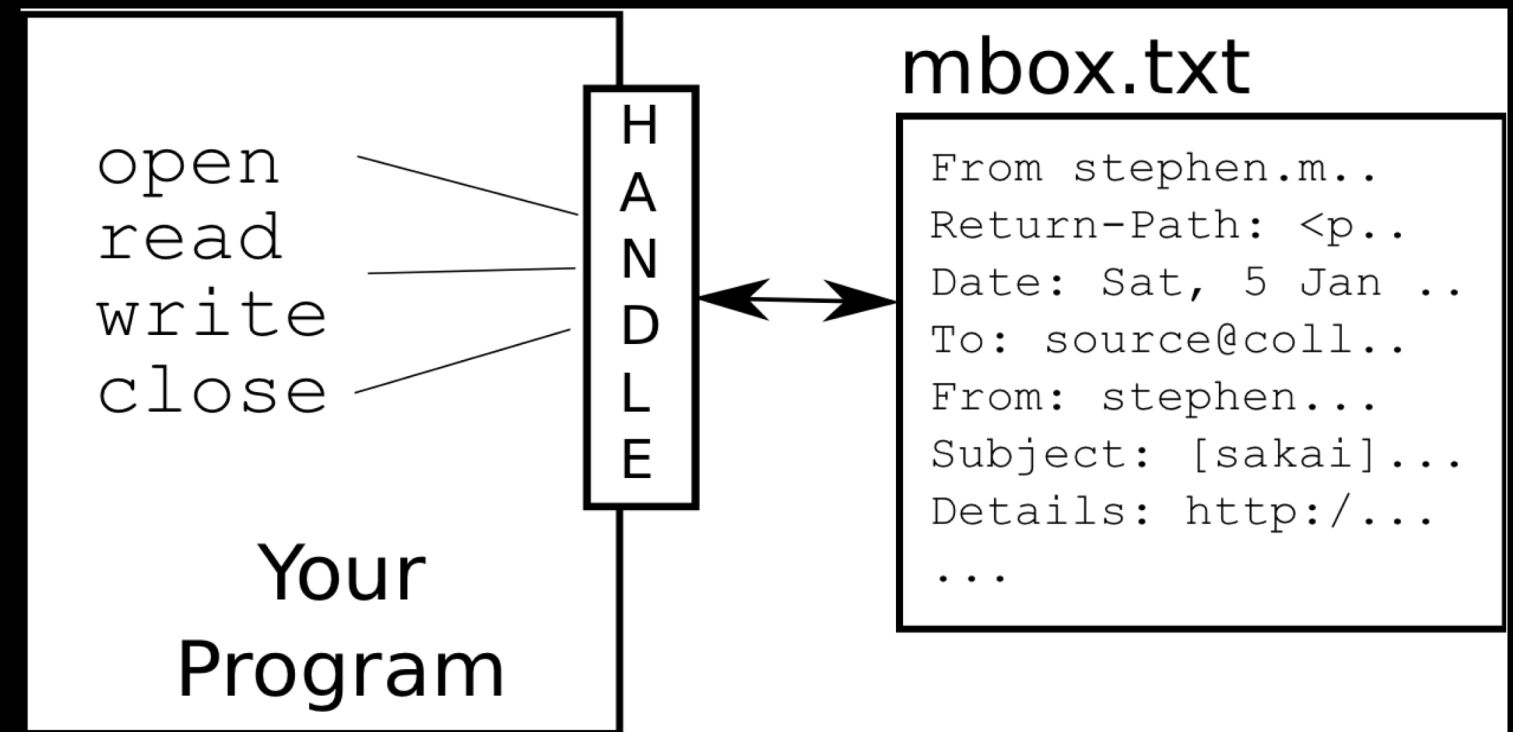 open
read
write
close
Your
Program
H
A
N
D
L
E
mbox.txt
From stephen.m..
Return-Path: <p..
Date: Sat, 5 Jan ..
To: source@coll..
From: stephen...
Subject: [sakai]...
Details: http:/...
...